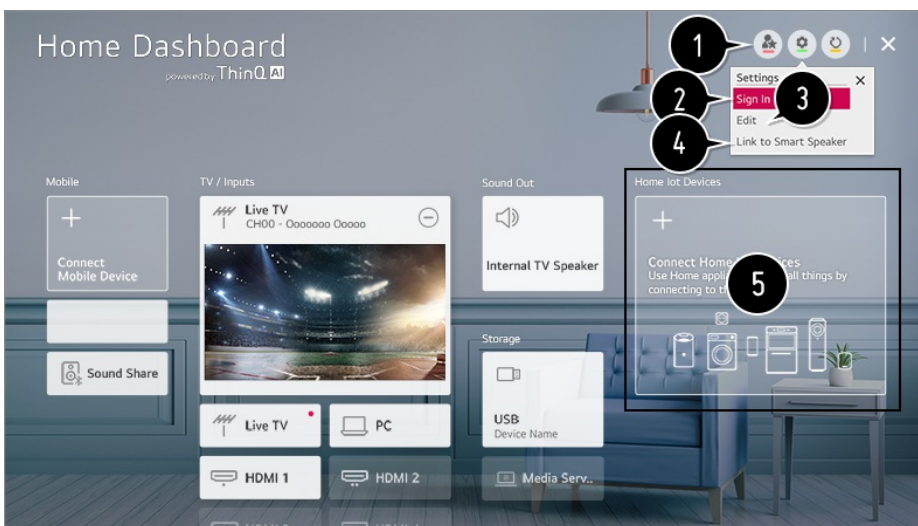 Home Dashboard
powered by ThinQ AI
1
Settings
2
Sign In
3
Edit
4
Link to Smart Speaker
Mobile
TV / Inputs
Sound Out
Home Iot Devices
Connect
Mobile Device
Live TV
CH00 - Ooooooo Ooooo
Internal TV Speaker
Connect Home
Use Home all things by
connecting to
5
Storage
Sound Share
USB
Device Name
Live TV
PC
HDMI 1
HDMI 2
Media Serv..